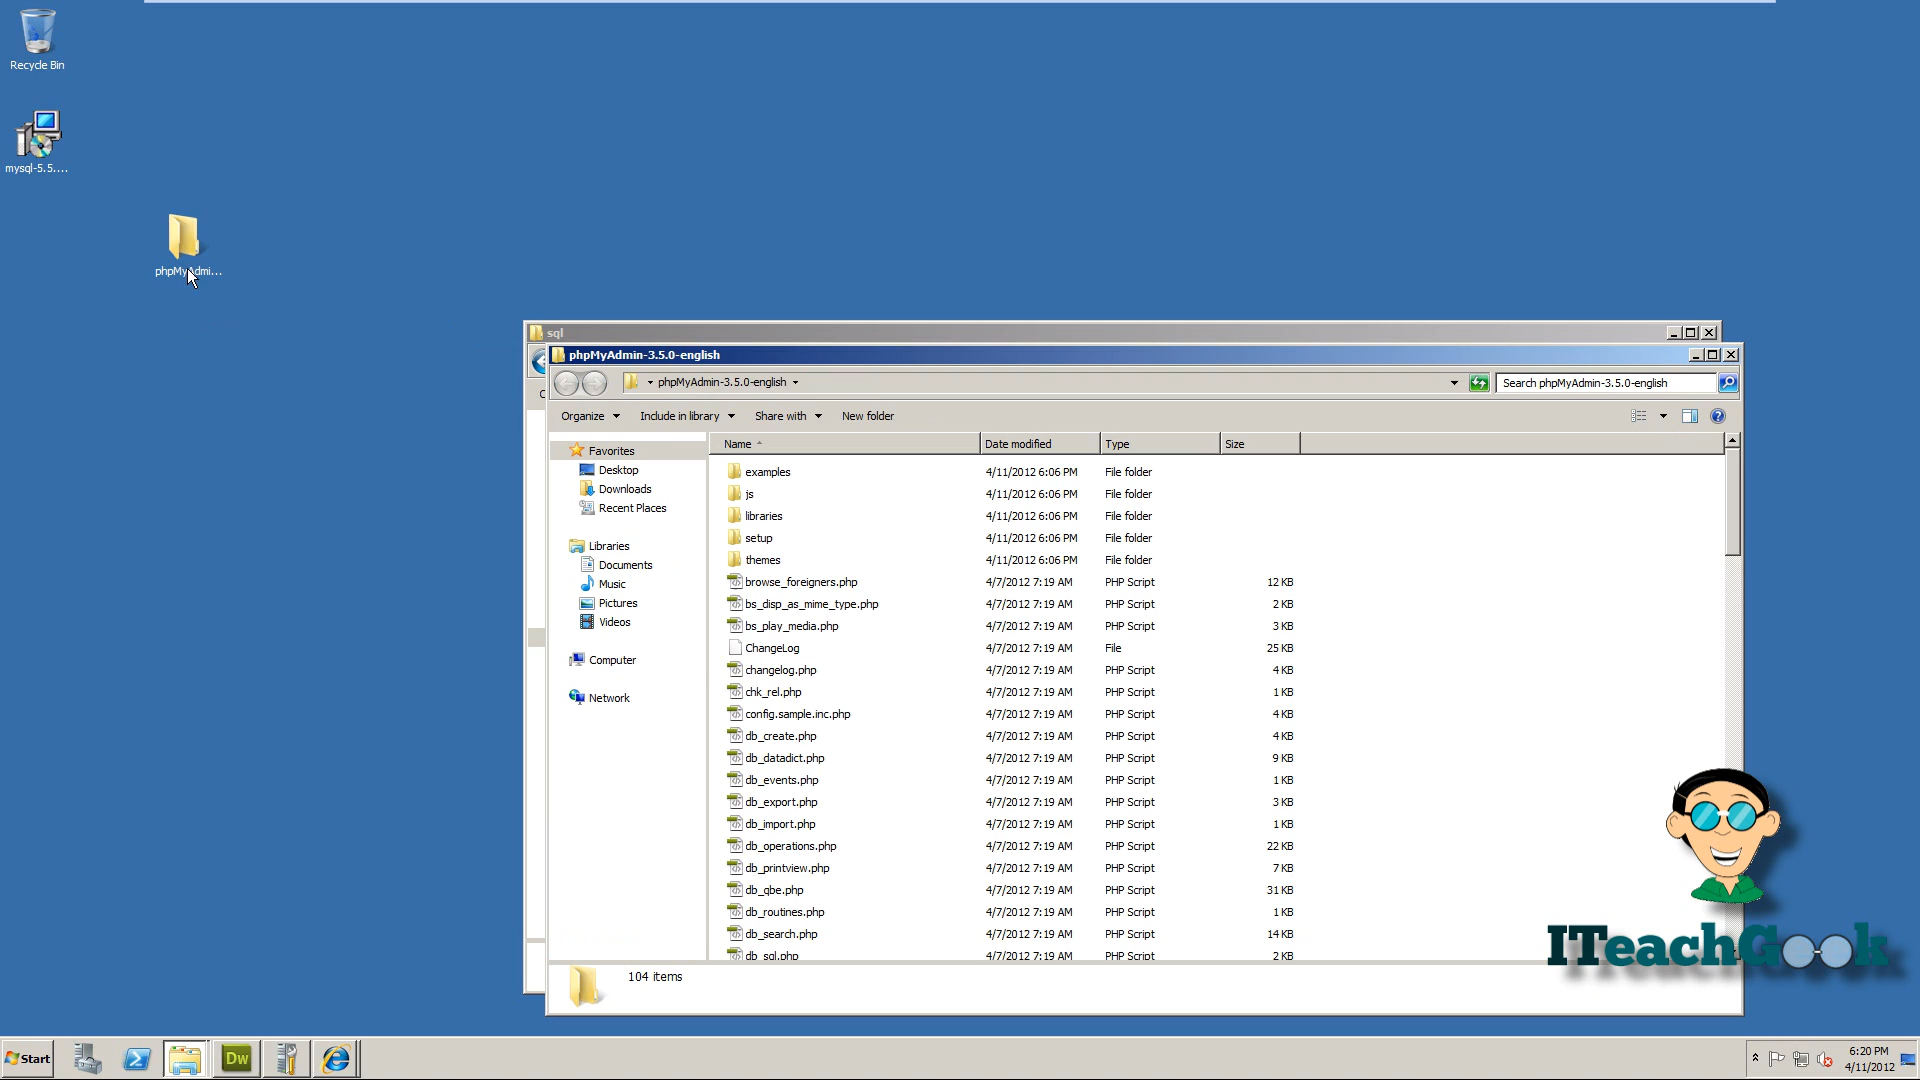 Recycle Bin
mysql-5.5....
phpMyAdmi...
sql
phpMyAdmin-3.5.0-english
phpMyAdmin-3.5.0-english
Search phpMyAdmin-3.5.0-english
Organize
Include in library
Share with
New folder
Favorites
Desktop
Downloads
Recent Places
Libraries
Documents
Music
Pictures
Videos
Computer
Network
Name Date modified Type Size
examples 4/11/2012 6:06 PM File folder
js 4/11/2012 6:06 PM File folder
libraries 4/11/2012 6:06 PM File folder
setup 4/11/2012 6:06 PM File folder
themes 4/11/2012 6:06 PM File folder
browse_foreigners.php 4/7/2012 7:19 AM PHP Script 12 KB
bs_disp_as_mime_type.php 4/7/2012 7:19 AM PHP Script 2 KB
bs_play_media.php 4/7/2012 7:19 AM PHP Script 3 KB
ChangeLog 4/7/2012 7:19 AM File 25 KB
changelog.php 4/7/2012 7:19 AM PHP Script 4 KB
chk_rel.php 4/7/2012 7:19 AM PHP Script 1 KB
config.sample.inc.php 4/7/2012 7:19 AM PHP Script 4 KB
db_create.php 4/7/2012 7:19 AM PHP Script 4 KB
db_datadict.php 4/7/2012 7:19 AM PHP Script 9 KB
db_events.php 4/7/2012 7:19 AM PHP Script 1 KB
db_export.php 4/7/2012 7:19 AM PHP Script 3 KB
db_import.php 4/7/2012 7:19 AM PHP Script 1 KB
db_operations.php 4/7/2012 7:19 AM PHP Script 22 KB
db_printview.php 4/7/2012 7:19 AM PHP Script 7 KB
db_qbe.php 4/7/2012 7:19 AM PHP Script 31 KB
db_routines.php 4/7/2012 7:19 AM PHP Script 1 KB
db_search.php 4/7/2012 7:19 AM PHP Script 14 KB
db_sql.php 4/7/2012 7:19 AM PHP Script 2 KB
104 items
ITeachGook
Start
Dw
6:20 PM
4/11/2012